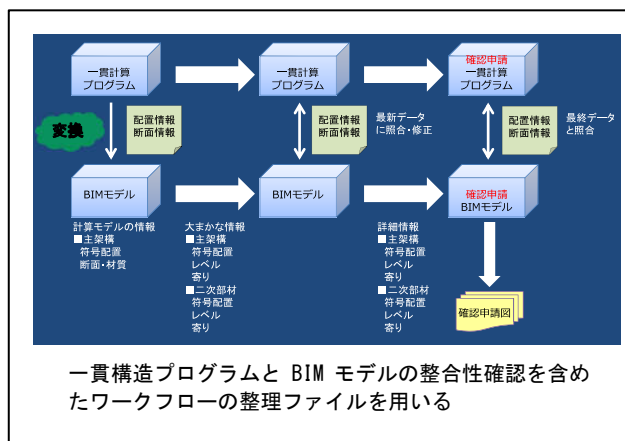 一貫計算
プログラム
一貫計算
プログラム
確認申請
一貫計算
プログラム
変換
配置情報
断面情報
配置情報
断面情報
最新データ
に照合・修正
配置情報
断面情報
最終データ
と照合
BIMモデル
BIMモデル
確認申請
BIMモデル
計算モデルの情報
■主架構
符号配置
断面・材質
大まかな情報
■主架構
符号配置
レベル
寄り
■二次部材
符号配置
レベル
寄り
詳細情報
■主架構
符号配置
レベル
寄り
■二次部材
符号配置
レベル
寄り
確認申請図
一貫構造プログラムと BIM モデルの整合性確認を含め
たワークフローの整理ファイルを用いる